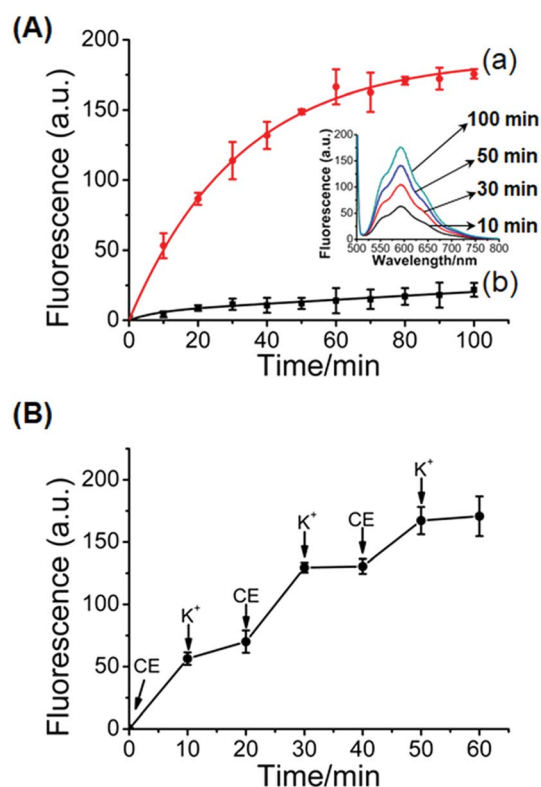 (A)
200
150
100
50
0
Fluorescence (a.u.)
(a)
(b)
200
150
100
50
0
Fluorescence (a.u.)
100 min
50 min
30 min
10 min
500 550 600 650 700 750 800
Wavelength/nm
0 20 40 60 80 100
Time/min
(B)
200
150
100
50
0
Fluorescence (a.u.)
CE
K⁺
CE
K⁺
CE
K⁺
0 10 20 30 40 50 60
Time/min